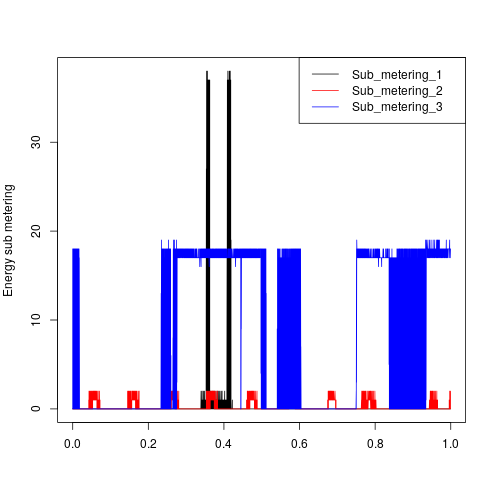 Sub_metering_1
Sub_metering_2
Sub_metering_3
Energy sub metering
30
20
10
0
0.0 0.2 0.4 0.6 0.8 1.0